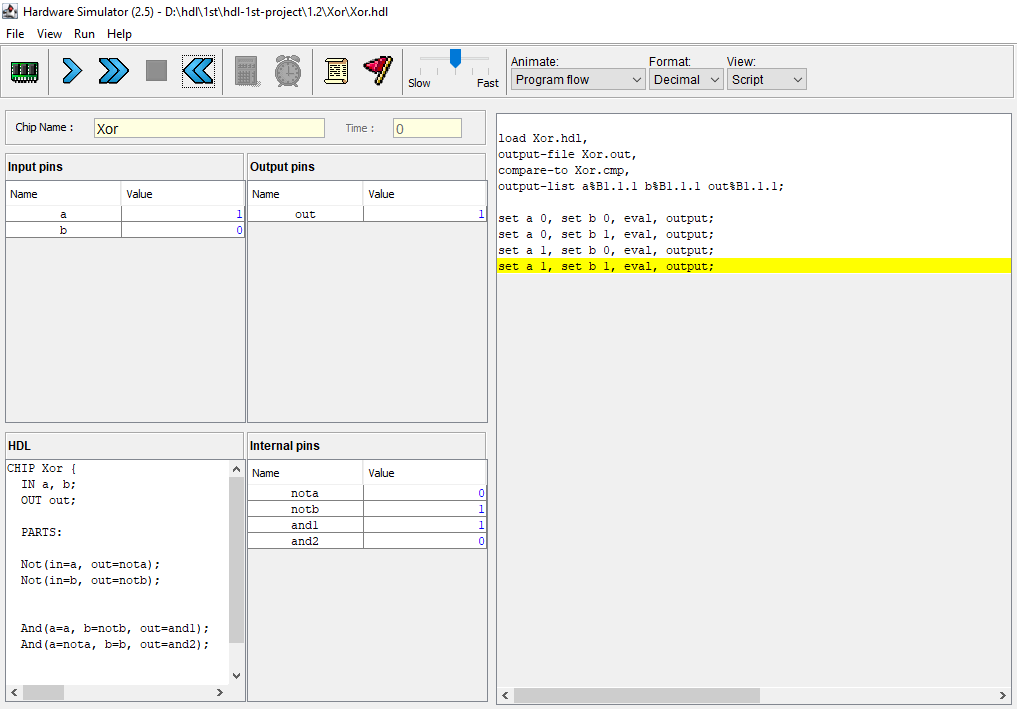 Hardware Simulator (2.5) - D:\hdl\1st\hdl-1st-project\1.2\Xor\Xor.hdl
File View Run Help
Slow Fast
Animate: Format: View:
Program flow Decimal Script
Chip Name : Xor Time : 0
Input pins
Name Value
a 1
b 0
Output pins
Name Value
out 1
HDL
CHIP Xor {
IN a, b;
OUT out;
PARTS:
Not(in=a, out=nota);
Not(in=b, out=notb);
And(a=a, b=notb, out=and1);
And(a=nota, b=b, out=and2);
Internal pins
Name Value
nota 0
notb 1
and1 1
and2 0
load Xor.hdl,
output-file Xor.out,
compare-to Xor.cmp,
output-list a%B1.1.1 b%B1.1.1 out%B1.1.1;
set a 0, set b 0, eval, output;
set a 0, set b 1, eval, output;
set a 1, set b 0, eval, output;
set a 1, set b 1, eval, output;